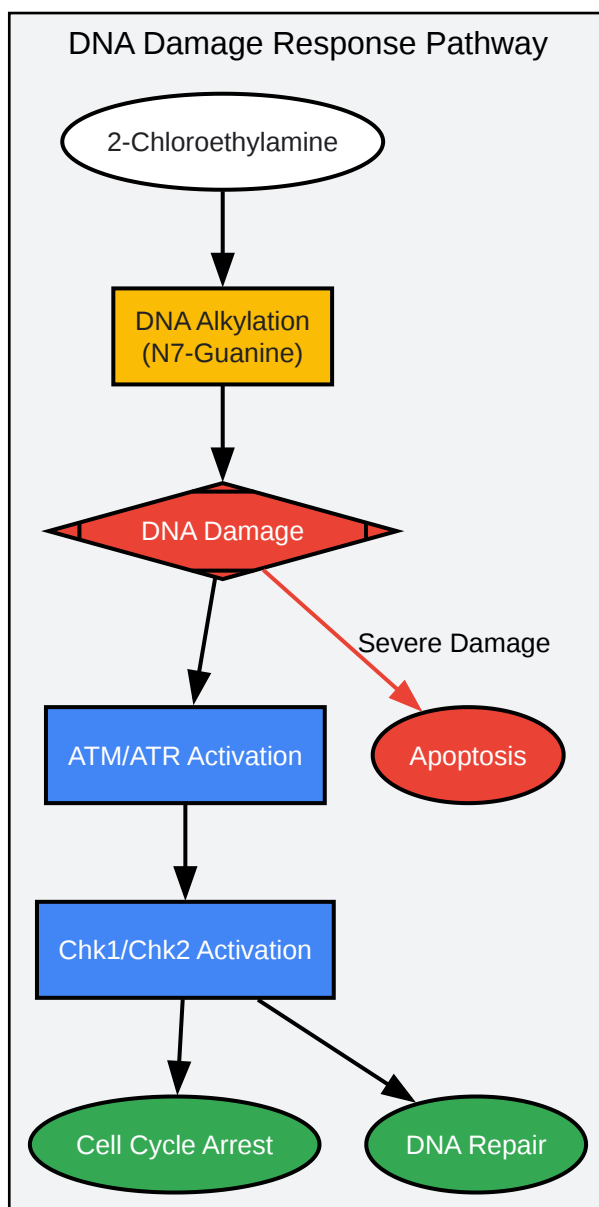 DNA Damage Response Pathway
2-Chloroethylamine
DNA Alkylation
(N7-Guanine)
DNA Damage
Severe Damage
ATM/ATR Activation
Apoptosis
Chk1/Chk2 Activation
Cell Cycle Arrest
DNA Repair